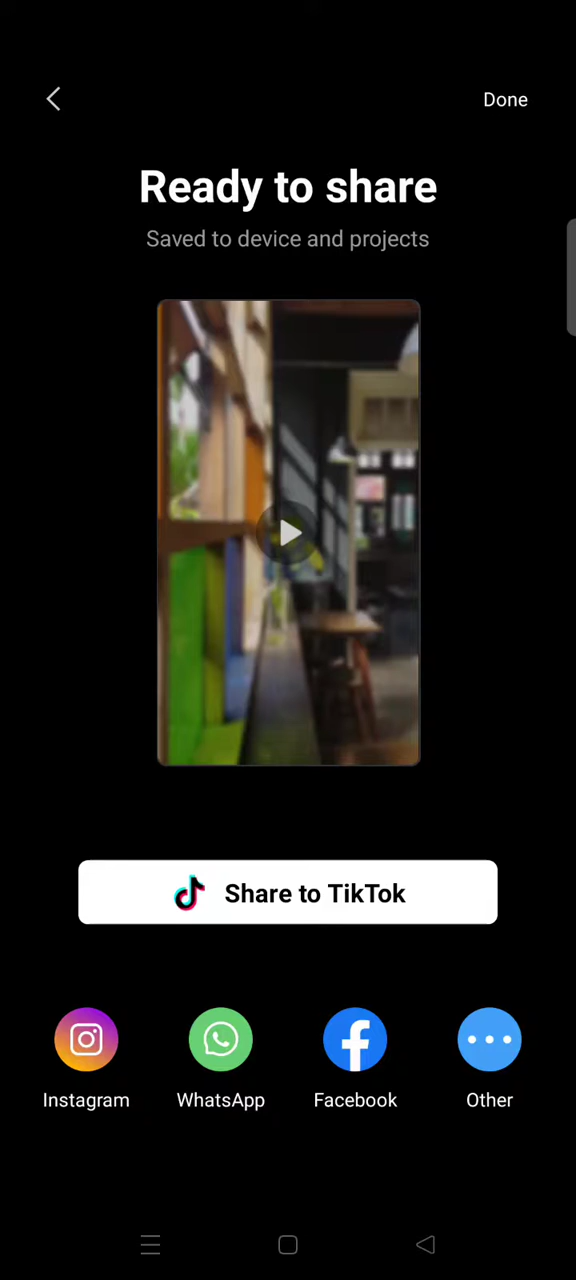 Done
Ready to share
Saved to device and projects
Share to TikTok
Instagram
WhatsApp
Facebook
Other